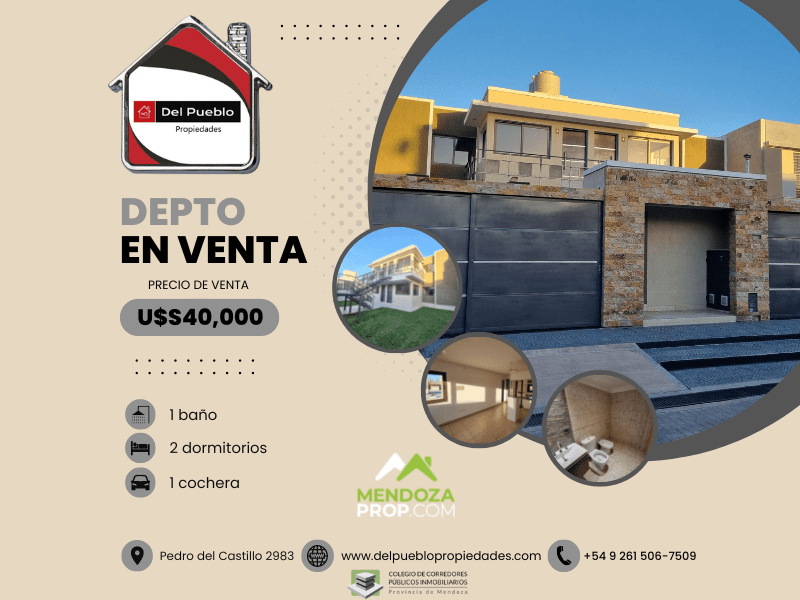 Del Pueblo
Propiedades
DEPTO
EN VENTA
PRECIO DE VENTA
U$S40,000
1 baño
2 dormitorios
1 cochera
MENDOZA
PROP.COM
Pedro del Castillo 2983
www.delpueblopropiedades.com
+54 9 261 506-7509
COLEGIO DE CORREDORES
PÚBLICOS INMOBILIARIOS
Provincia de Mendoza